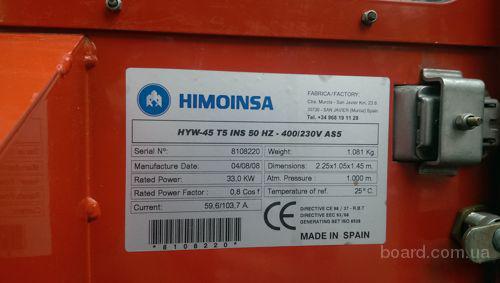 HIMOINSA
FABRICA/FACTORY:
Ctra. Murcia - San Javier Km. 23.6
30730 - SAN JAVIER (Murcia) Spain
Tel. +34 968 19 11 28
HYW-45 T5 INS 50 HZ - 400/230V AS5
Serial Nº: 8108220 Weight: 1.081 Kg.
Manufacture Date: 04/08/08 Dimensions: 2.25x1.05x1.45 m.
Rated Power: 33,0 KW Atm. Pressure: 1.000 m.
Rated Power Factor: 0,8 Cos f Temperature of ref. 25° C.
Current: 59,6/103,7 A.
CE
DIRECTIVE CE 98 / 37 - R.B.T
DIRECTIVE EEC 93/68
GENERATING SET ISO 8528
*8108220*
MADE IN SPAIN
board.com.ua